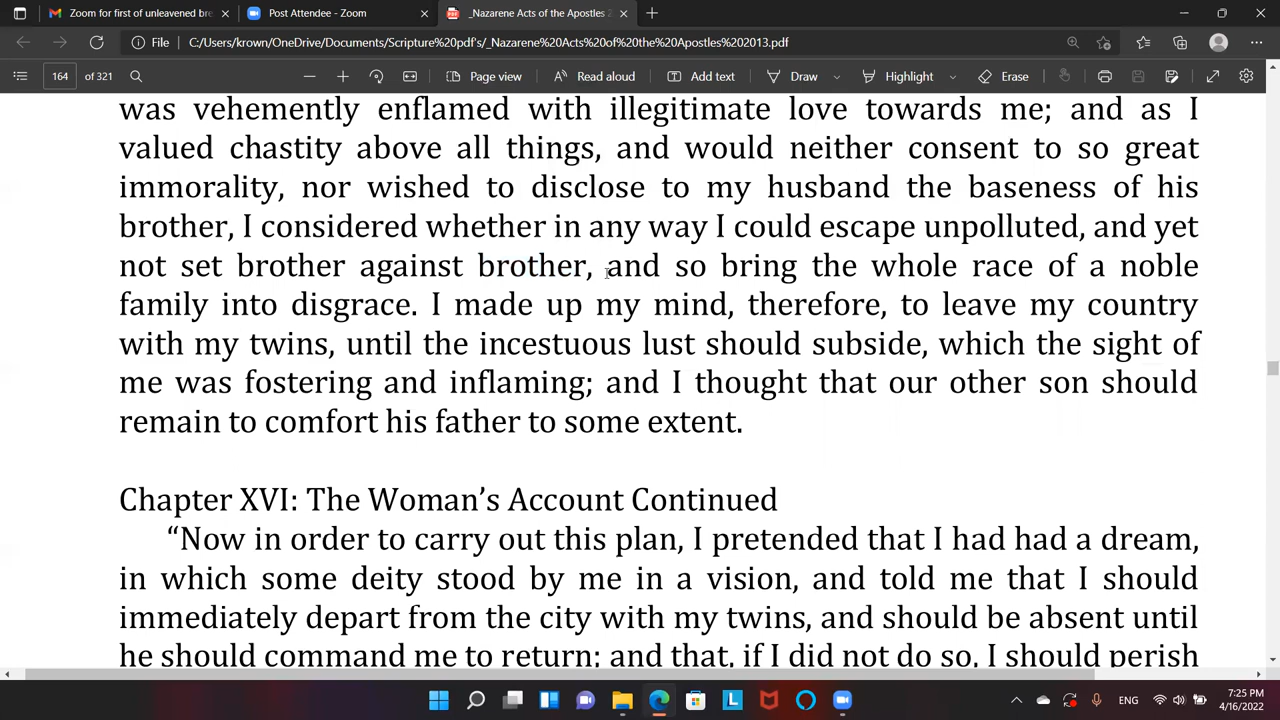 Zoom for first of unleavened bre
Post Attendee - Zoom
_Nazarene Acts of the Apostles 2
File
C:/Users/krown/OneDrive/Documents/Scripture%20pdf's/_Nazarene%20Acts%20of%20the%20Apostles%202013.pdf
164 of 321
Page view
Read aloud
Add text
Draw
Highlight
Erase
was vehemently enflamed with illegitimate love towards me; and as I
valued chastity above all things, and would neither consent to so great
immorality, nor wished to disclose to my husband the baseness of his
brother, I considered whether in any way I could escape unpolluted, and yet
not set brother against brother, and so bring the whole race of a noble
family into disgrace. I made up my mind, therefore, to leave my country
with my twins, until the incestuous lust should subside, which the sight of
me was fostering and inflaming; and I thought that our other son should
remain to comfort his father to some extent.
Chapter XVI: The Woman’s Account Continued
“Now in order to carry out this plan, I pretended that I had had a dream,
in which some deity stood by me in a vision, and told me that I should
immediately depart from the city with my twins, and should be absent until
he should command me to return; and that, if I did not do so, I should perish
ENG
7:25 PM
4/16/2022